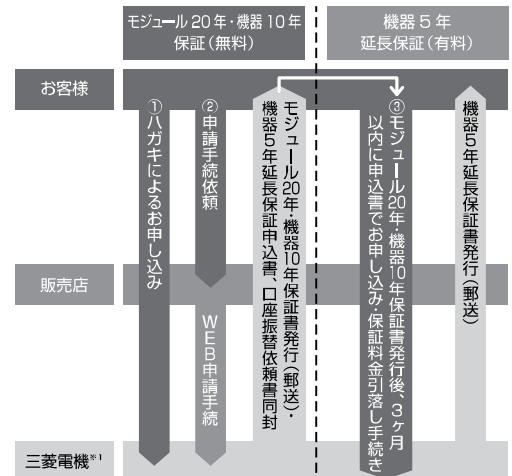 モジュール20年・機器10年
保証（無料）
機器5年
延長保証（有料）
お客様
①ハガキによるお申し込み
②申請手続依頼
モジュール20年・機器10年保証書発行（郵送）・
機器5年延長保証申込書、口座振替依頼書同封
③モジュール20年・機器10年保証書発行後、3ヶ月
以内に申込書でお申し込み・保証料金引落し手続き
機器5年延長保証書発行（郵送）
販売店
WEB申請手続
三菱電機※1